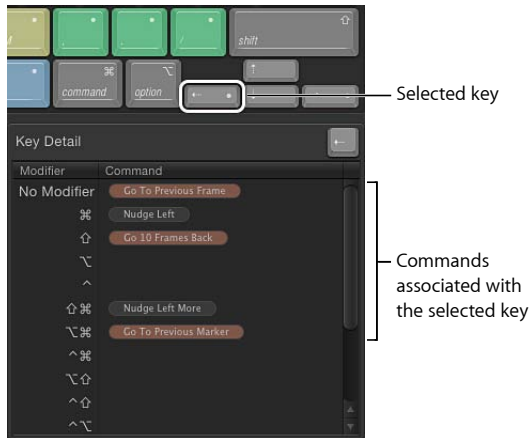 M , . /
shift ⇧
⌘ command
⌥ option
←
↑
↓
Selected key
Key Detail
←
Modifier Command
No Modifier Go To Previous Frame
⌘ Nudge Left
⇧ Go 10 Frames Back
⌥
^
⇧⌘ Nudge Left More
⌥⌘ Go To Previous Marker
^⌘
⌥⇧
^⇧
^⌥
Commands
associated with
the selected key